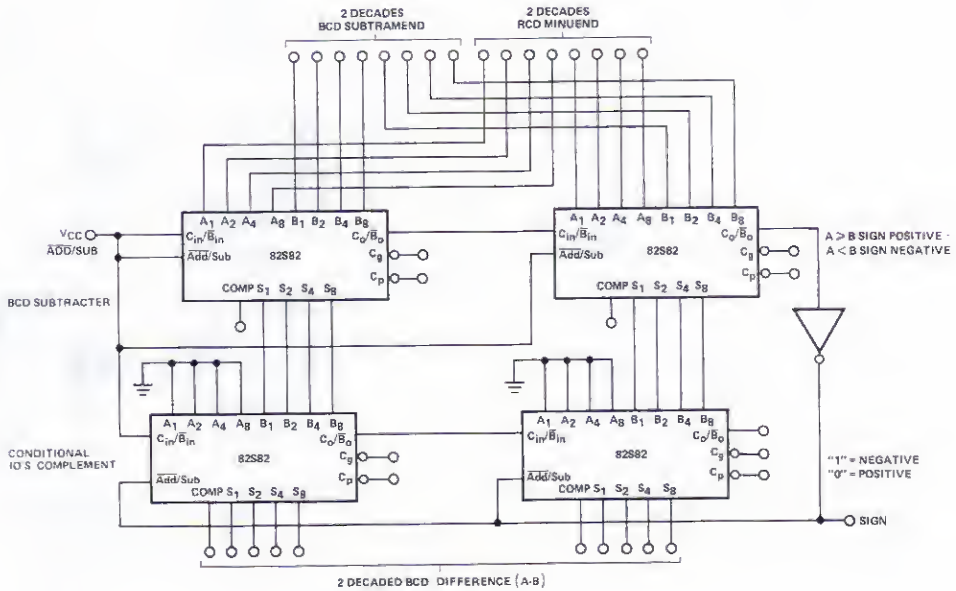 2 DECADES
BCD SUBTRAMEND
2 DECADES
RCD MINUEND
VCC
ADD/SUB
A1 A2 A4 A8 B1 B2 B4 B8
Cin/Bin
Co/Bo
Add/Sub
82S82
Cg
Cp
COMP S1 S2 S4 S8
A1 A2 A4 A8 B1 B2 B4 B8
Cin/Bin
Co/Bo
Add/Sub
82S82
Cg
Cp
COMP S1 S2 S4 S8
A ⩾ B SIGN POSITIVE
A < B SIGN NEGATIVE
BCD SUBTRACTER
A1 A2 A4 A8 B1 B2 B4 B8
Cin/Bin
Co/Bo
Add/Sub
82S82
Cg
Cp
COMP S1 S2 S4 S8
A1 A2 A4 A8 B1 B2 B4 B8
Cin/Bin
Co/Bo
Add/Sub
82S82
Cg
Cp
COMP S1 S2 S4 S8
CONDITIONAL
IO'S COMPLEMENT
"1" = NEGATIVE
"0" = POSITIVE
SIGN
2 DECADED BCD DIFFERENCE (A-B)